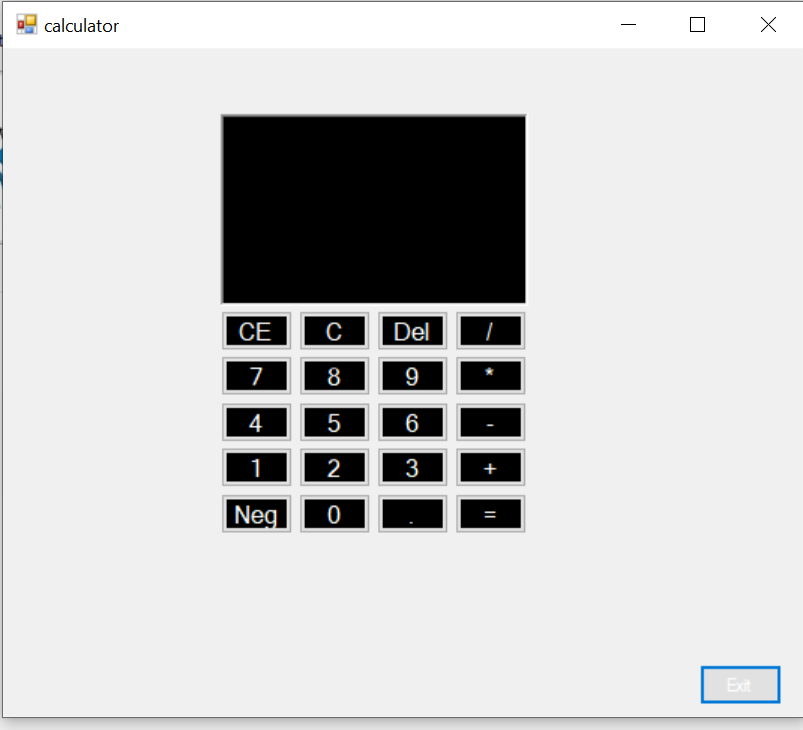 calculator
CE C Del /
7 8 9 *
4 5 6 -
1 2 3 +
Neg 0 . =
Exit